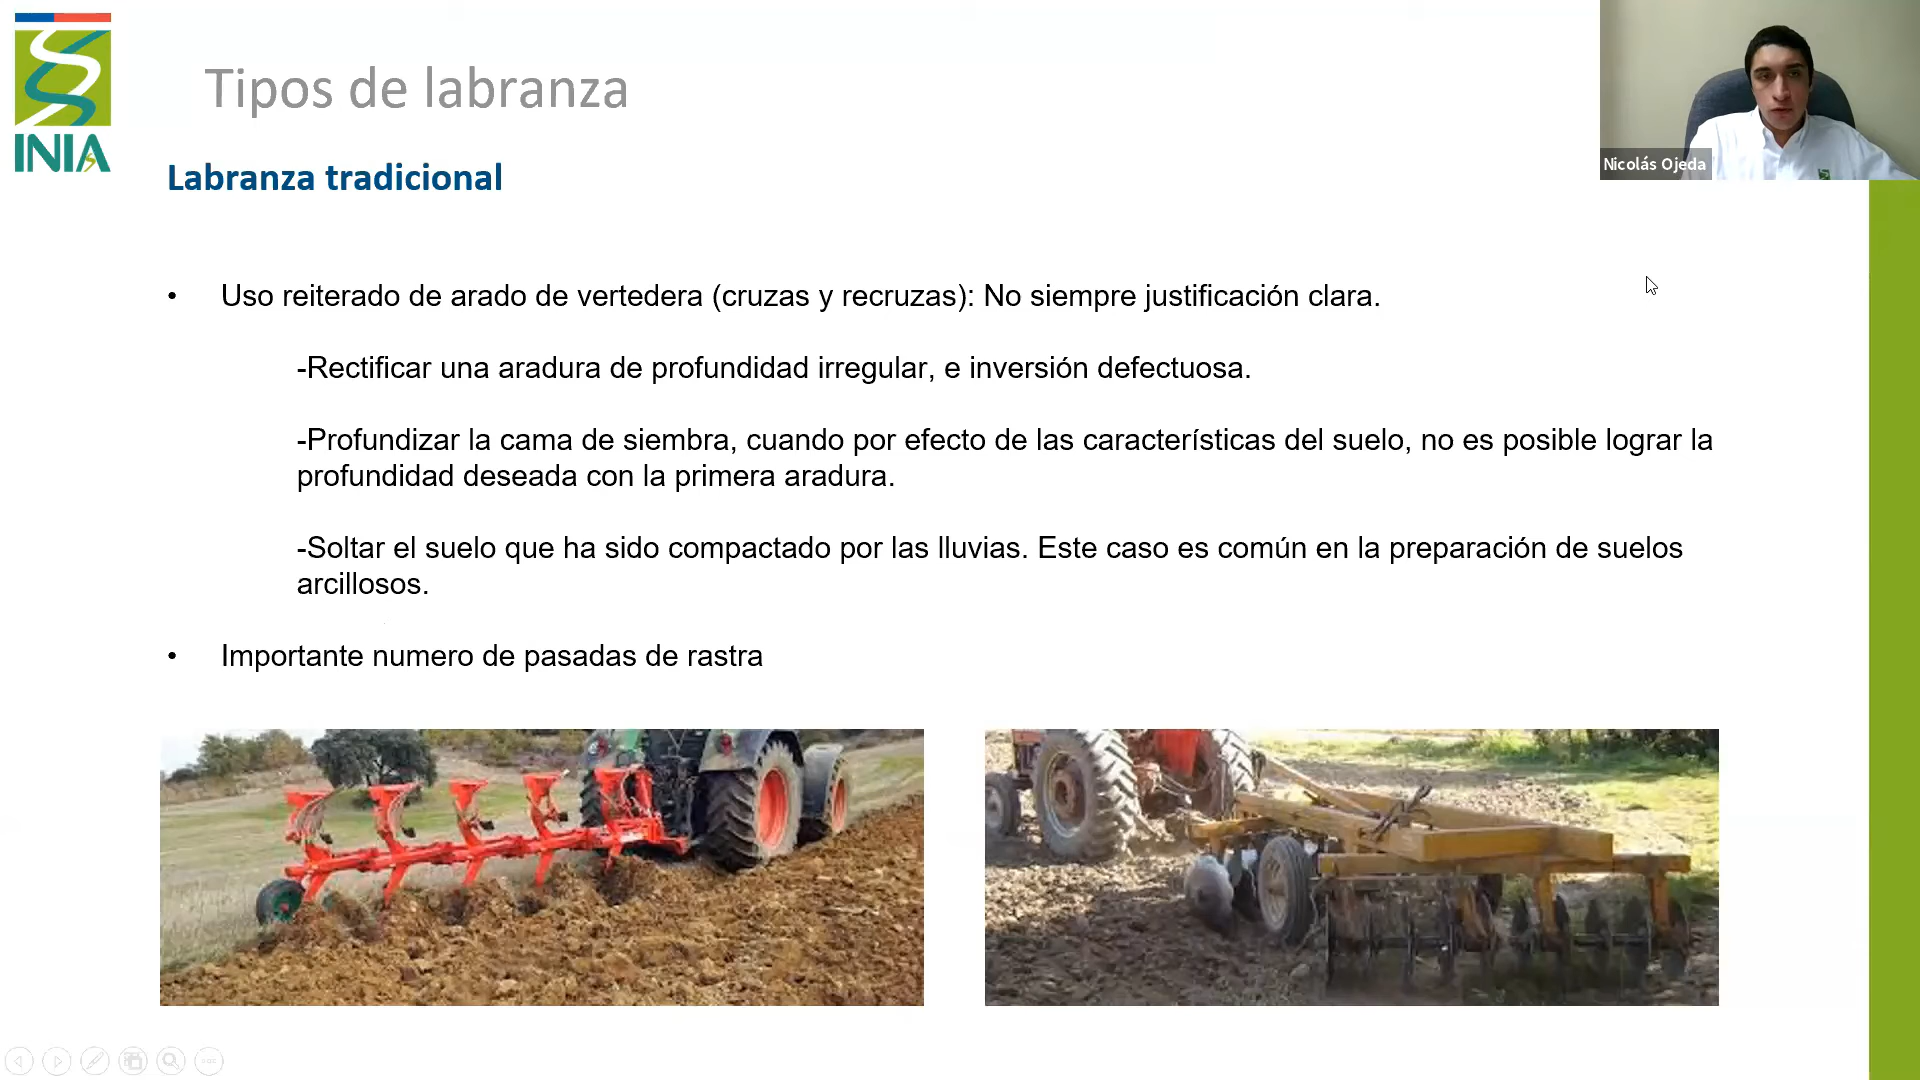 INIA
Tipos de labranza
Nicolás Ojeda
Labranza tradicional
• Uso reiterado de arado de vertedera (cruzas y recruzas): No siempre justificación clara.
-Rectificar una aradura de profundidad irregular, e inversión defectuosa.
-Profundizar la cama de siembra, cuando por efecto de las características del suelo, no es posible lograr la
profundidad deseada con la primera aradura.
-Soltar el suelo que ha sido compactado por las lluvias. Este caso es común en la preparación de suelos
arcillosos.
• Importante numero de pasadas de rastra